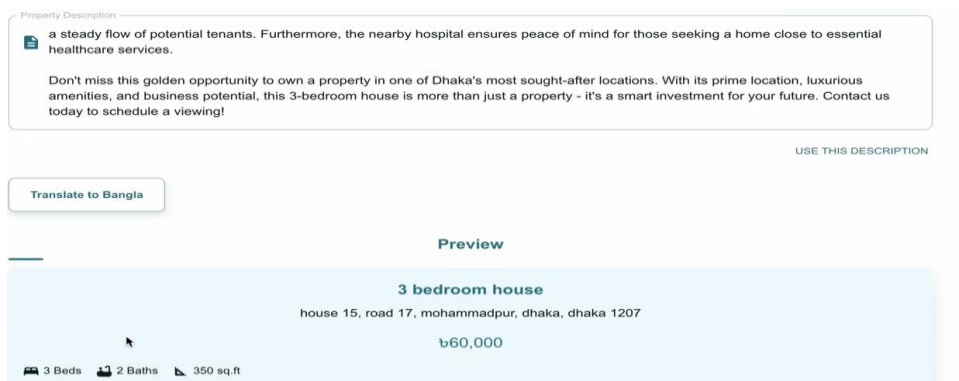 Property Description
a steady flow of potential tenants. Furthermore, the nearby hospital ensures peace of mind for those seeking a home close to essential
healthcare services.
Don't miss this golden opportunity to own a property in one of Dhaka's most sought-after locations. With its prime location, luxurious
amenities, and business potential, this 3-bedroom house is more than just a property - it's a smart investment for your future. Contact us
today to schedule a viewing!
USE THIS DESCRIPTION
Translate to Bangla
Preview
3 bedroom house
house 15, road 17, mohammadpur, dhaka, dhaka 1207
৳60,000
3 Beds 2 Baths 350 sq.ft